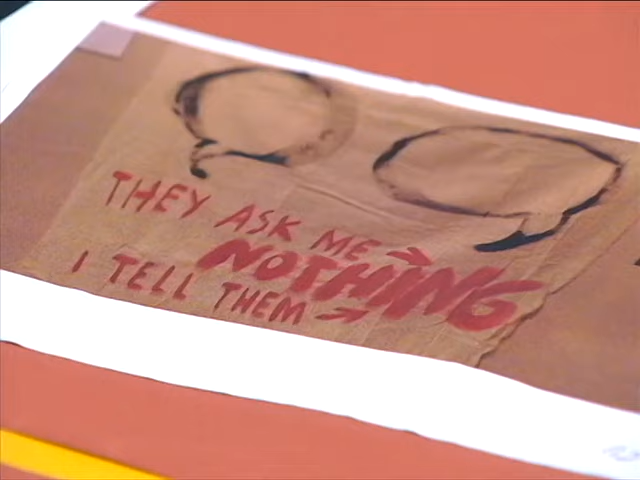 THEY ASK ME →
NOTHING
I TELL THEM →